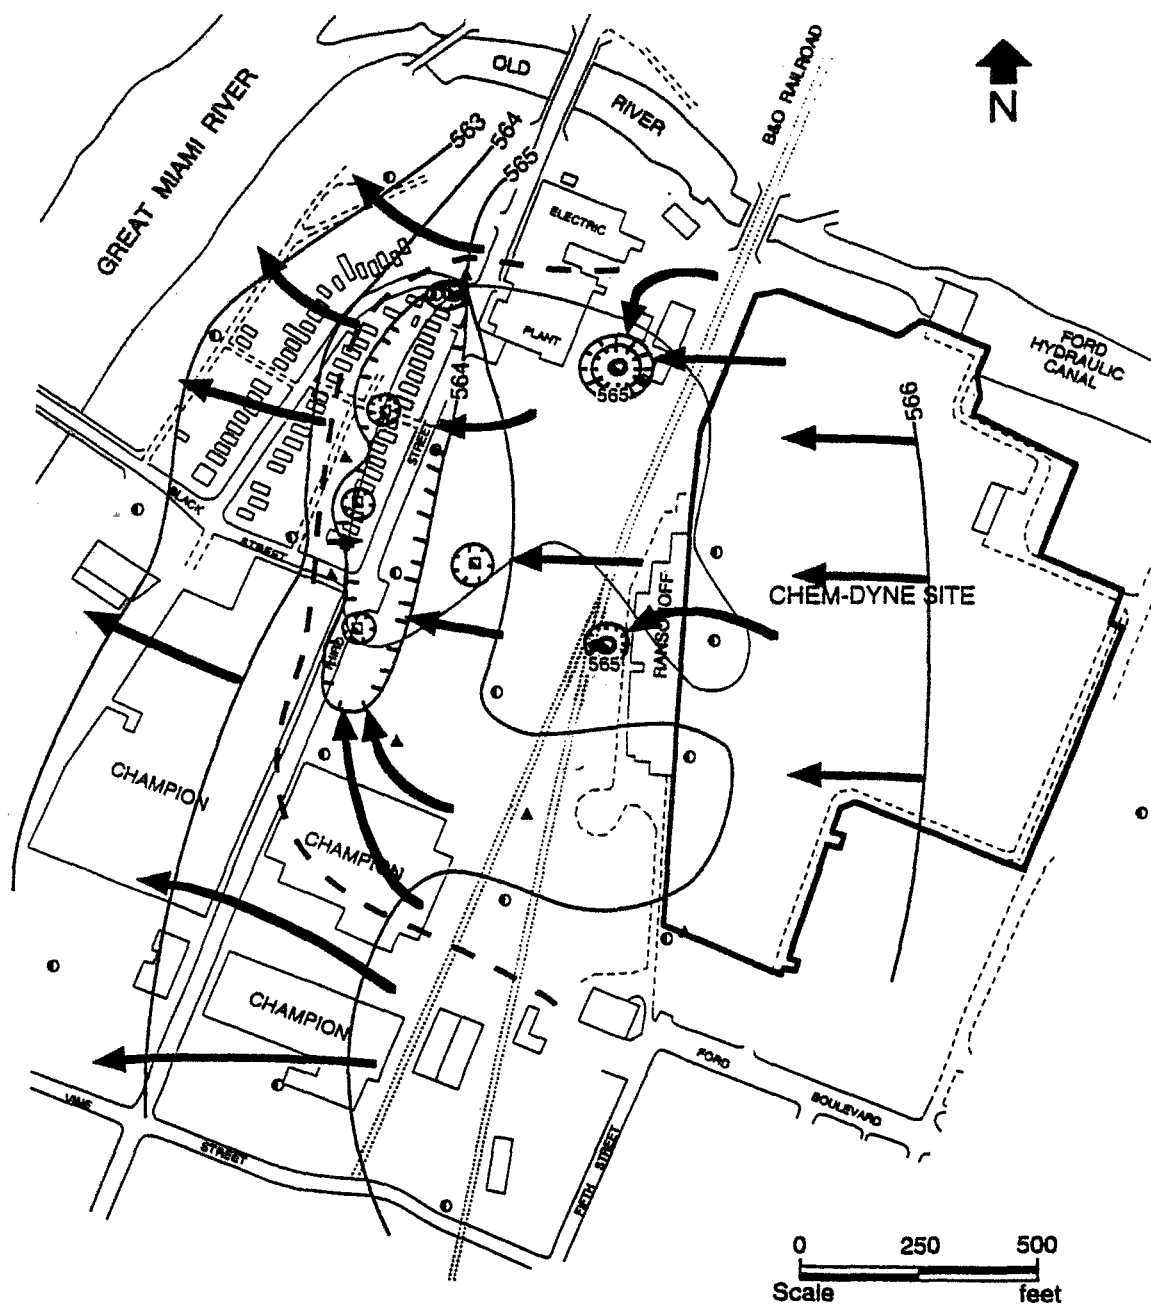 OLD
RIVER
GREAT MIAMI RIVER
B&O RAILROAD
N
563
564
565
ELECTRIC
PLANT
FORD
HYDRAULIC
CANAL
564
565
566
STREET
BLACK
STREET
CHEM-DYNE SITE
RANSOHOFF
THIRD
565
CHAMPION
CHAMPION
CHAMPION
FORD
BOULEVARD
VINE
STREET
FIFTH STREET
0 250 500
Scale feet